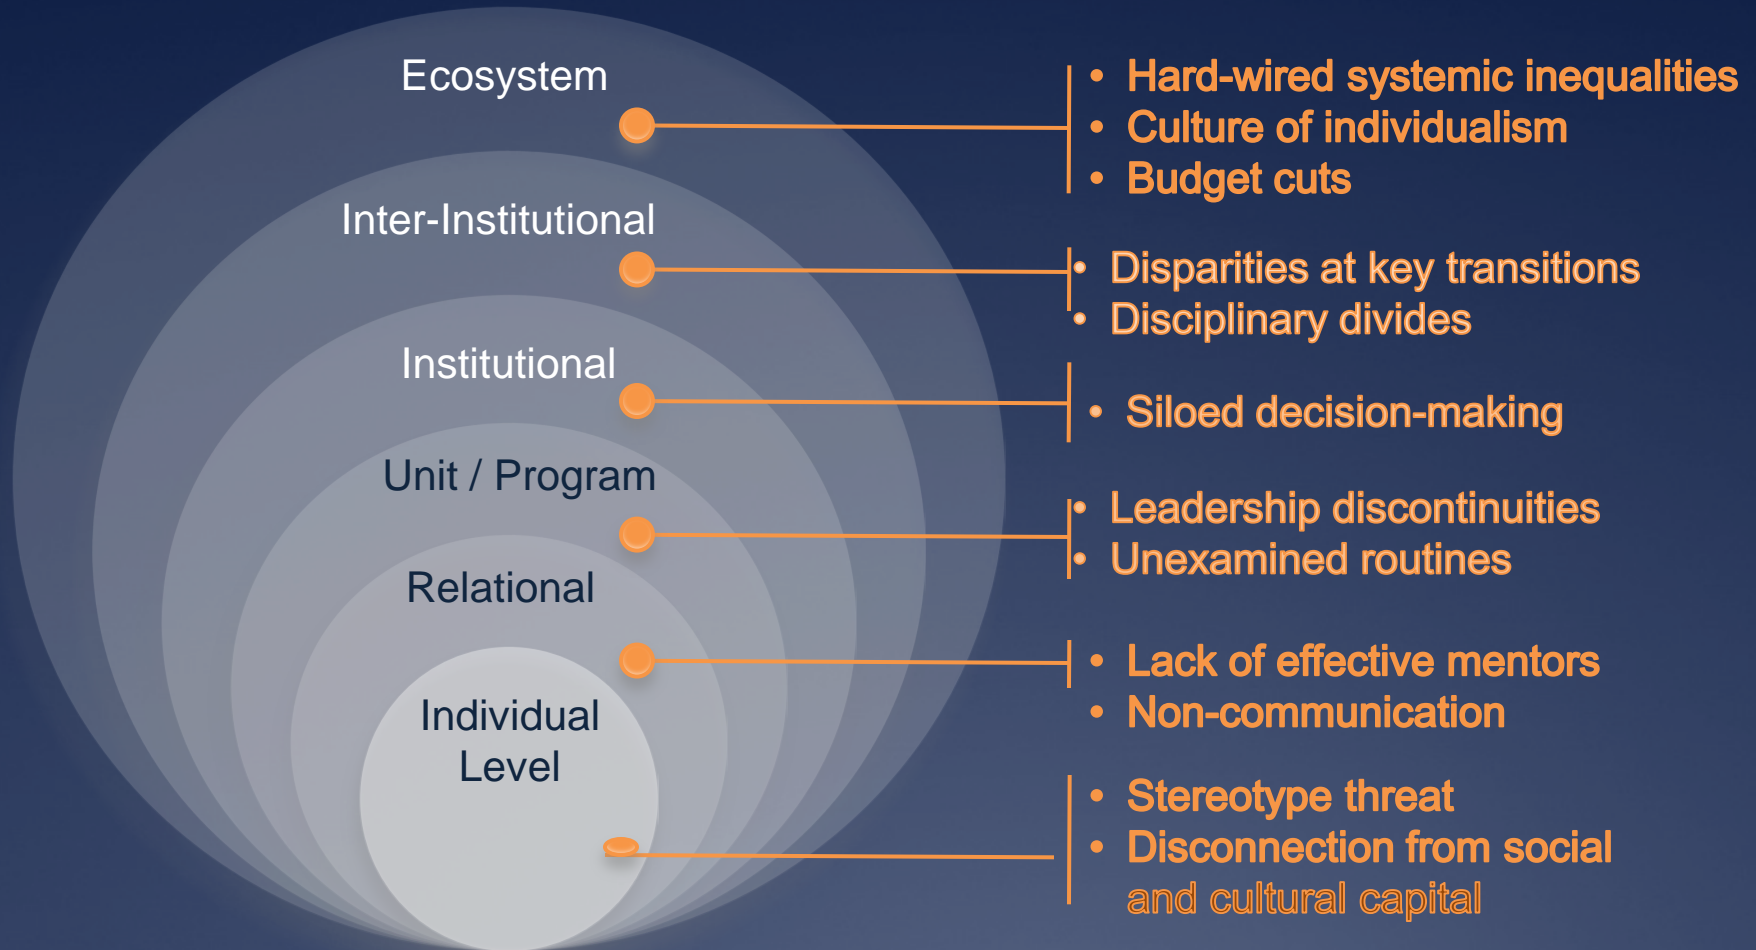 Ecosystem
• Hard-wired systemic inequalities
• Culture of individualism
• Budget cuts
Inter-Institutional
• Disparities at key transitions
• Disciplinary divides
Institutional
• Siloed decision-making
Unit / Program
• Leadership discontinuities
• Unexamined routines
Relational
• Lack of effective mentors
• Non-communication
Individual
Level
• Stereotype threat
• Disconnection from social
and cultural capital